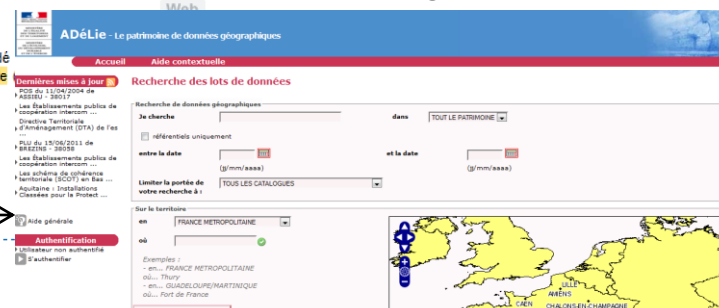 Web
ADéLie - Le patrimoine de données géographiques
Accueil Aide contextuelle
dé
e
Dernières mises à jour
POS du 11/04/2004 de
ASSIEU - 38017
Les Établissements publics de
coopération intercom ...
Directive Territoriale
d'Aménagement (DTA) de l'es
...
PLU du 15/06/2011 de
BREZINS - 38058
Les Établissements publics de
coopération intercom ...
Les schéma de cohérence
territoriale (SCOT) en Bas ...
Aquitaine : Installations
Classées pour la Protect ...
Aide générale
Authentification
Utilisateur non authentifié
S'authentifier
Recherche des lots de données
Recherche de données géographiques
Je cherche dans TOUT LE PATRIMOINE
référentiels uniquement
entre la date et la date
(jj/mm/aaaa) (jj/mm/aaaa)
Limiter la portée de
votre recherche à : TOUS LES CATALOGUES
Sur le territoire
en FRANCE METROPOLITAINE
où
Exemples :
- en... FRANCE METROPOLITAINE
où... Thury
- en... GUADELOUPE/MARTINIQUE
où... Fort de France
LILLE
AMIENS
CAEN
CHALONS-EN-CHAMPAGNE